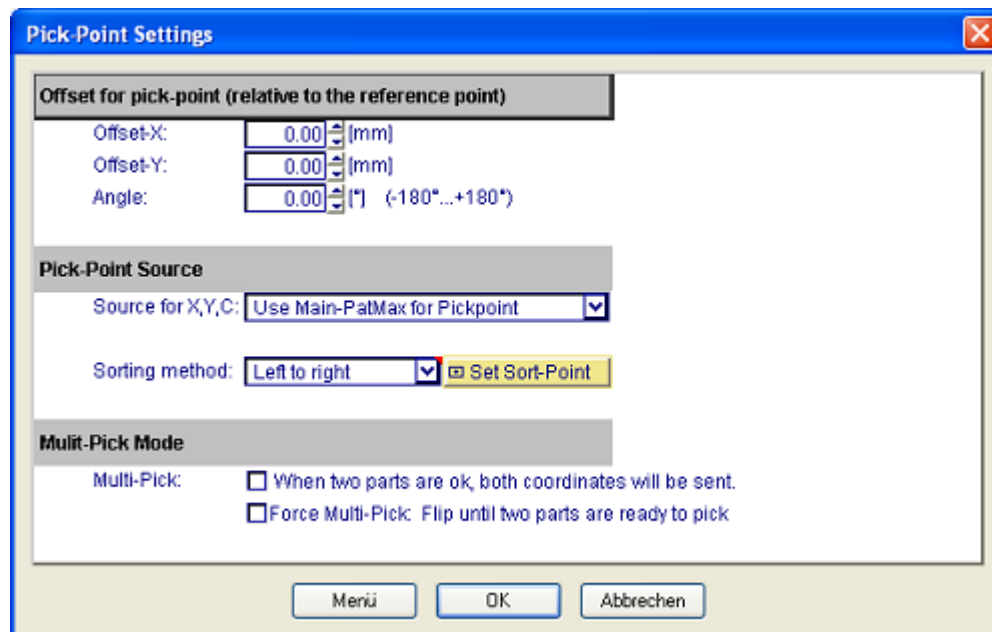 Pick-Point Settings
Offset for pick-point (relative to the reference point)
Offset-X: 0.00 [mm]
Offset-Y: 0.00 [mm]
Angle: 0.00 [°] (-180°...+180°)
Pick-Point Source
Source for X,Y,C: Use Main-PatMax for Pickpoint
Sorting method: Left to right Set Sort-Point
Mulit-Pick Mode
Multi-Pick: When two parts are ok, both coordinates will be sent.
Force Multi-Pick: Flip until two parts are ready to pick
Menü OK Abbrechen